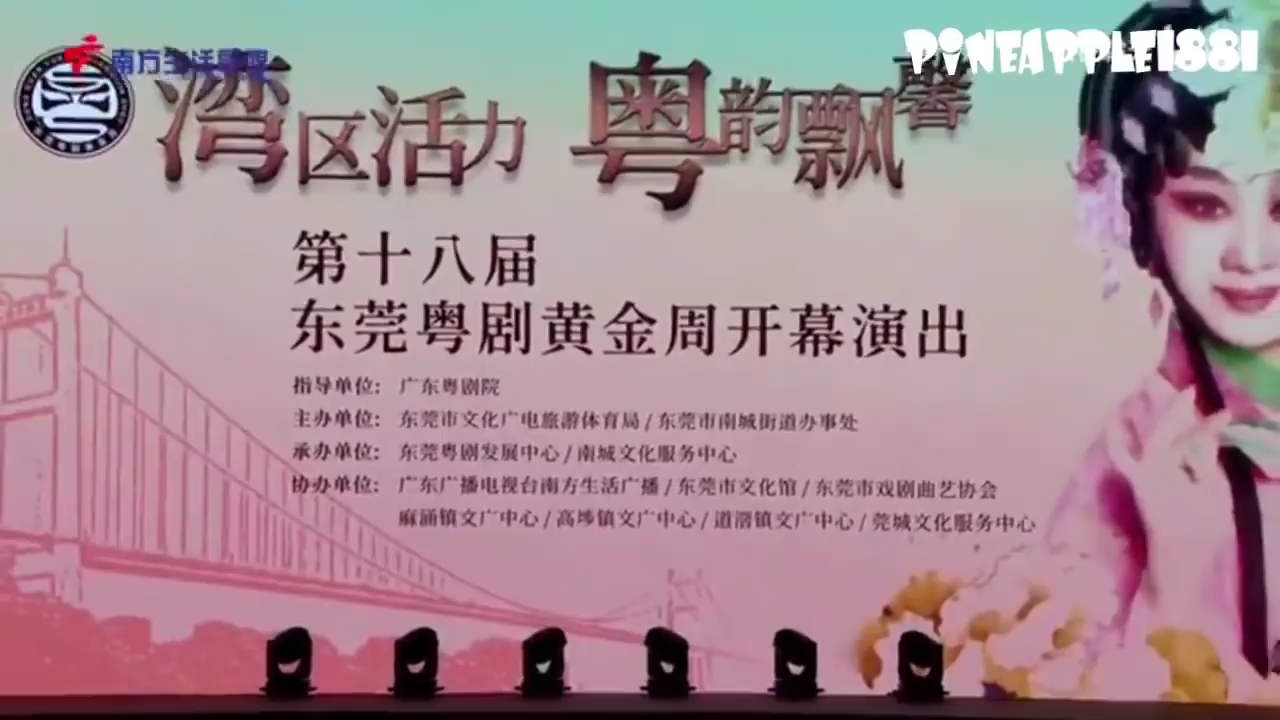 PINEAPPLE1881
南方生活广播
湾区活力 粤韵飘馨
第十八届
东莞粤剧黄金周开幕演出
指导单位： 广东粤剧院
主办单位： 东莞市文化广电旅游体育局 / 东莞市南城街道办事处
承办单位： 东莞粤剧发展中心 / 南城文化服务中心
协办单位： 广东广播电视台南方生活广播 / 东莞市文化馆 / 东莞市戏剧曲艺协会
麻涌镇文广中心 / 高埗镇文广中心 / 道滘镇文广中心 / 莞城文化服务中心